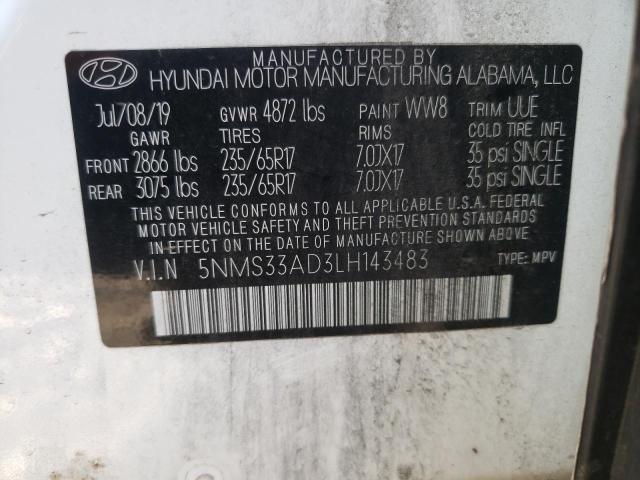 MANUFACTURED BY
HYUNDAI MOTOR MANUFACTURING ALABAMA, LLC
Jul/08/19 GVWR 4872 lbs PAINT WW8 TRIM UUE
GAWR TIRES RIMS COLD TIRE INFL
FRONT 2866 lbs 235/65R17 7.0JX17 35 psi SINGLE
REAR 3075 lbs 235/65R17 7.0JX17 35 psi SINGLE
THIS VEHICLE CONFORMS TO ALL APPLICABLE U.S.A. FEDERAL
MOTOR VEHICLE SAFETY AND THEFT PREVENTION STANDARDS
IN EFFECT ON THE DATE OF MANUFACTURE SHOWN ABOVE.
V.I.N 5NMS33AD3LH143483 TYPE: MPV